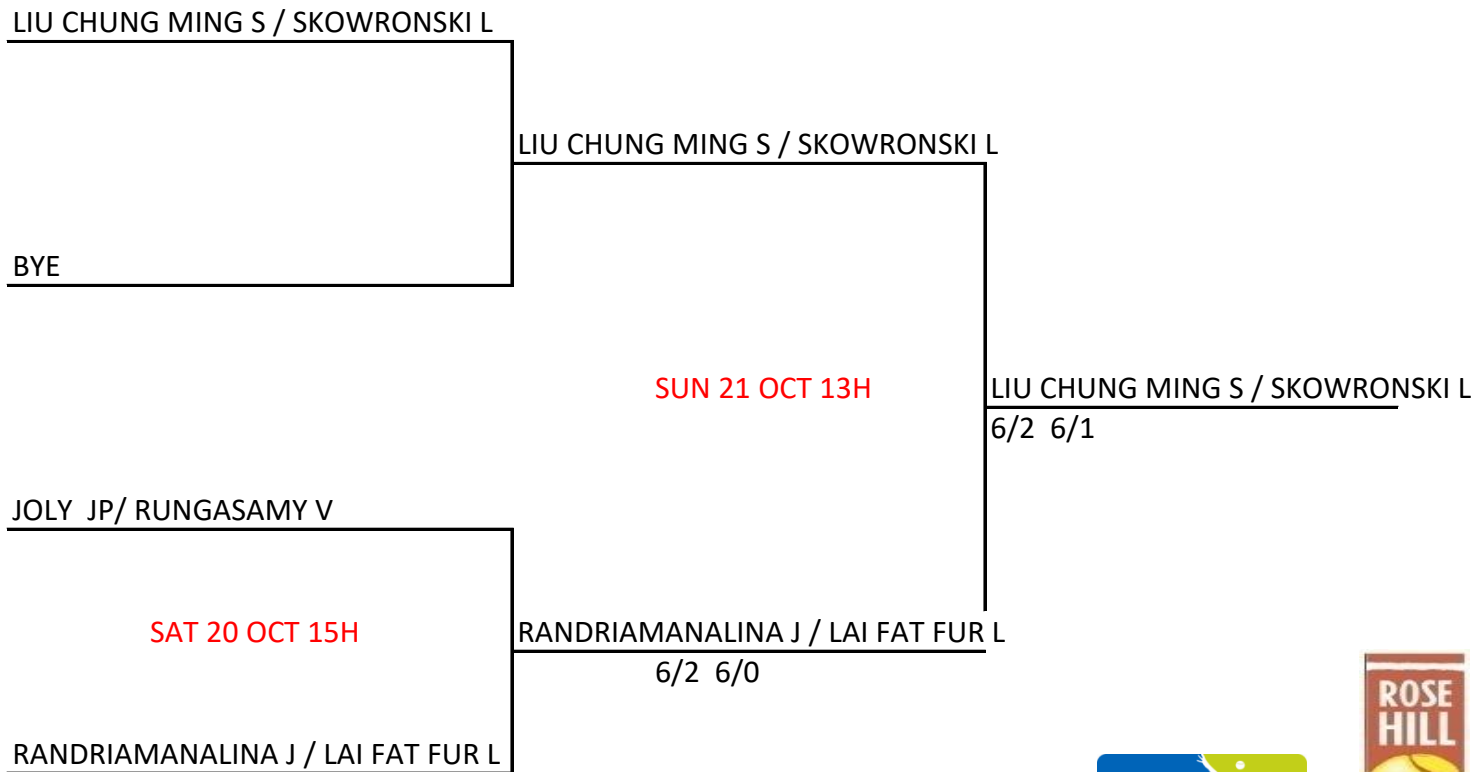 LIU CHUNG MING S / SKOWRONSKI L
LIU CHUNG MING S / SKOWRONSKI L
BYE
SUN 21 OCT 13H
LIU CHUNG MING S / SKOWRONSKI L
6/2 6/1
JOLY JP/ RUNGASAMY V
SAT 20 OCT 15H
RANDRIAMANALINA J / LAI FAT FUR L
6/2 6/0
RANDRIAMANALINA J / LAI FAT FUR L
ROSE
HILL